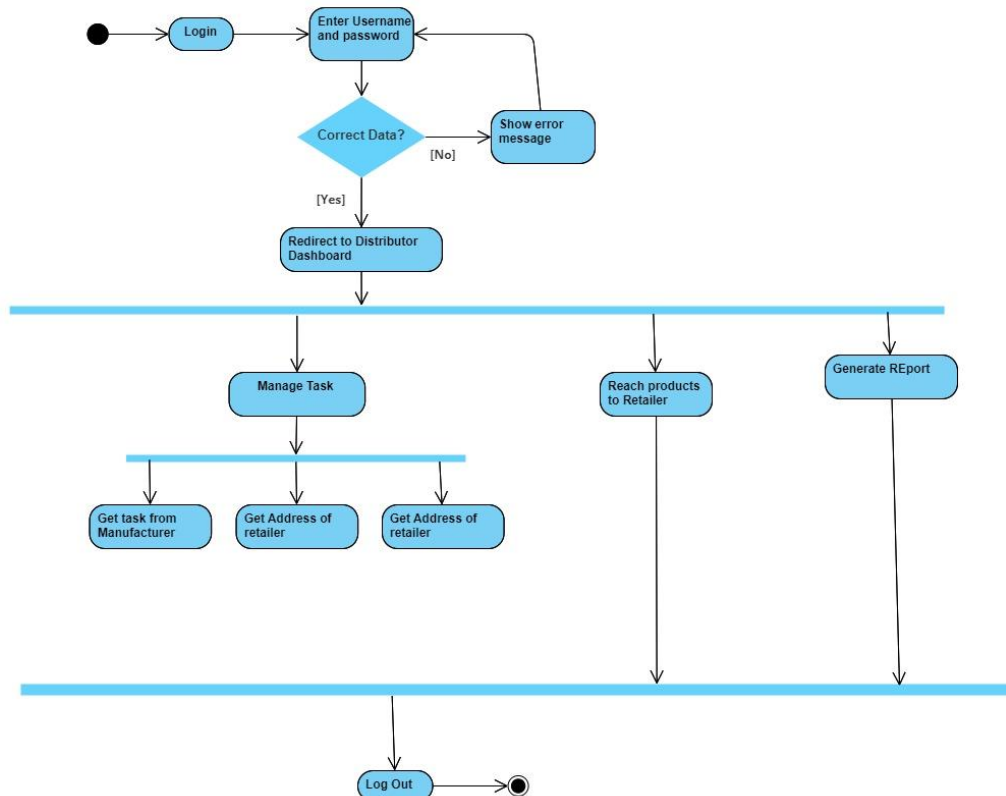 Login
Enter Username
and password
Correct Data?
Show error
message
[No]
[Yes]
Redirect to Distributor
Dashboard
Manage Task
Reach products
to Retailer
Generate REport
Get task from
Manufacturer
Get Address of
retailer
Get Address of
retailer
Log Out